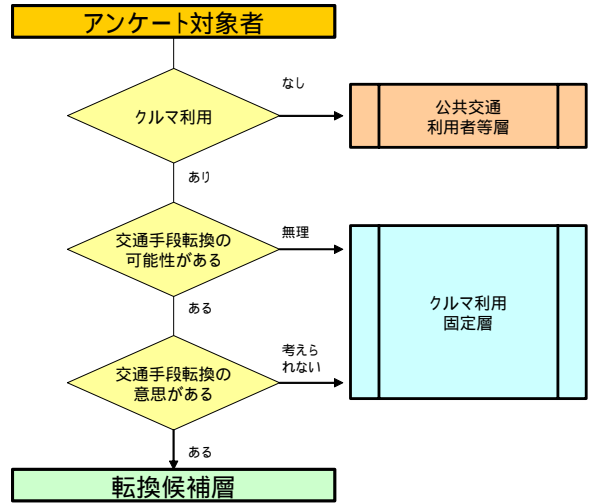 アンケート対象者
なし
クルマ利用
公共交通
利用者等層
あり
交通手段転換の
可能性がある
無理
クルマ利用
固定層
ある
交通手段転換の
意思がある
考えら
れない
ある
転換候補層